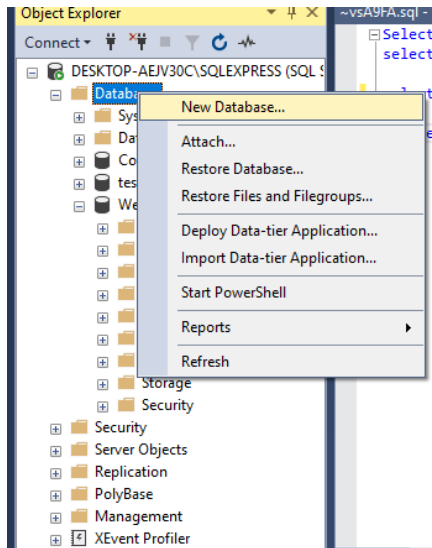 Object Explorer
~vsA9FA.sql -
Connect
Select
select
DESKTOP-AEJV30C\SQLEXPRESS (SQL S
Datab
New Database...
Sys
Attach...
Da
Restore Database...
Co
Restore Files and Filegroups...
tes
Deploy Data-tier Application...
We
Import Data-tier Application...
Start PowerShell
Reports
Refresh
Storage
Security
Security
Server Objects
Replication
PolyBase
Management
XEvent Profiler